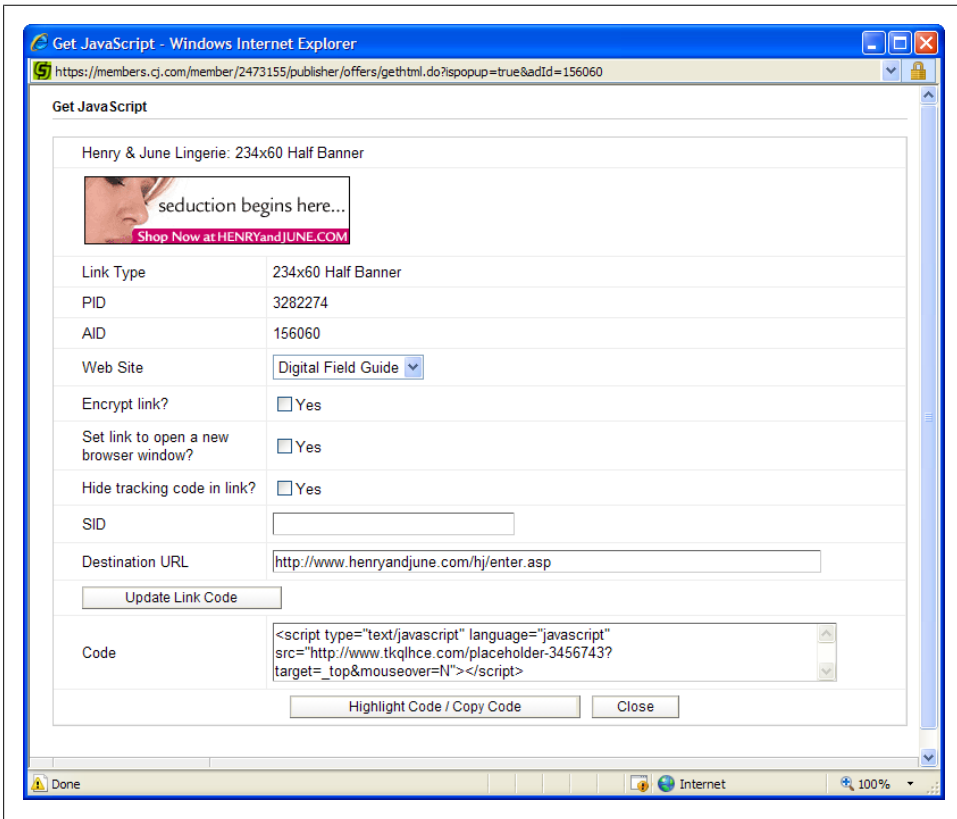 Get JavaScript - Windows Internet Explorer
https://members.cj.com/member/2473155/publisher/offers/gethtml.do?ispopup=true&adId=156060
Get JavaScript
Henry & June Lingerie: 234x60 Half Banner
seduction begins here...
Shop Now at HENRYandJUNE.COM
Link Type 234x60 Half Banner
PID 3282274
AID 156060
Web Site Digital Field Guide
Encrypt link? Yes
Set link to open a new
browser window? Yes
Hide tracking code in link? Yes
SID
Destination URL http://www.henryandjune.com/hj/enter.asp
Update Link Code
Code
<script type="text/javascript" language="javascript"
src="http://www.tkqlhce.com/placeholder-3456743?
target=_top&mouseover=N"></script>
Highlight Code / Copy Code Close
Done Internet 100%